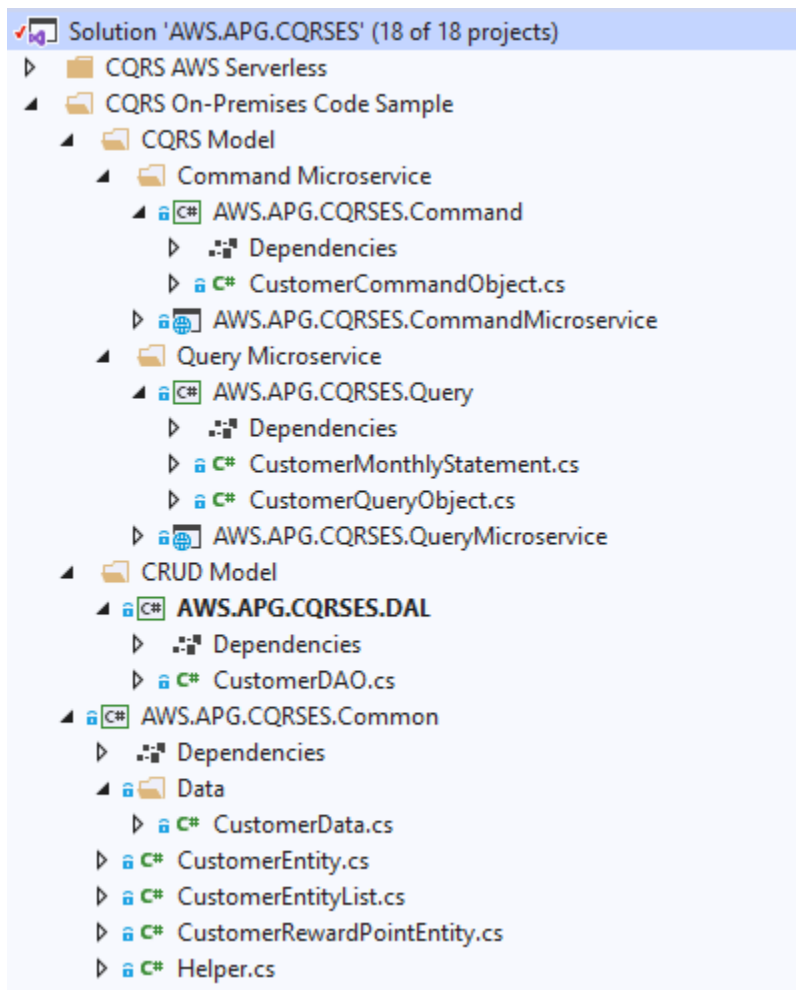 Solution 'AWS.APG.CQRSES' (18 of 18 projects)
CQRS AWS Serverless
CQRS On-Premises Code Sample
CQRS Model
Command Microservice
C# AWS.APG.CQRSES.Command
Dependencies
C# CustomerCommandObject.cs
AWS.APG.CQRSES.CommandMicroservice
Query Microservice
C# AWS.APG.CQRSES.Query
Dependencies
C# CustomerMonthlyStatement.cs
C# CustomerQueryObject.cs
AWS.APG.CQRSES.QueryMicroservice
CRUD Model
C# AWS.APG.CQRSES.DAL
Dependencies
C# CustomerDAO.cs
C# AWS.APG.CQRSES.Common
Dependencies
Data
C# CustomerData.cs
C# CustomerEntity.cs
C# CustomerEntityList.cs
C# CustomerRewardPointEntity.cs
C# Helper.cs